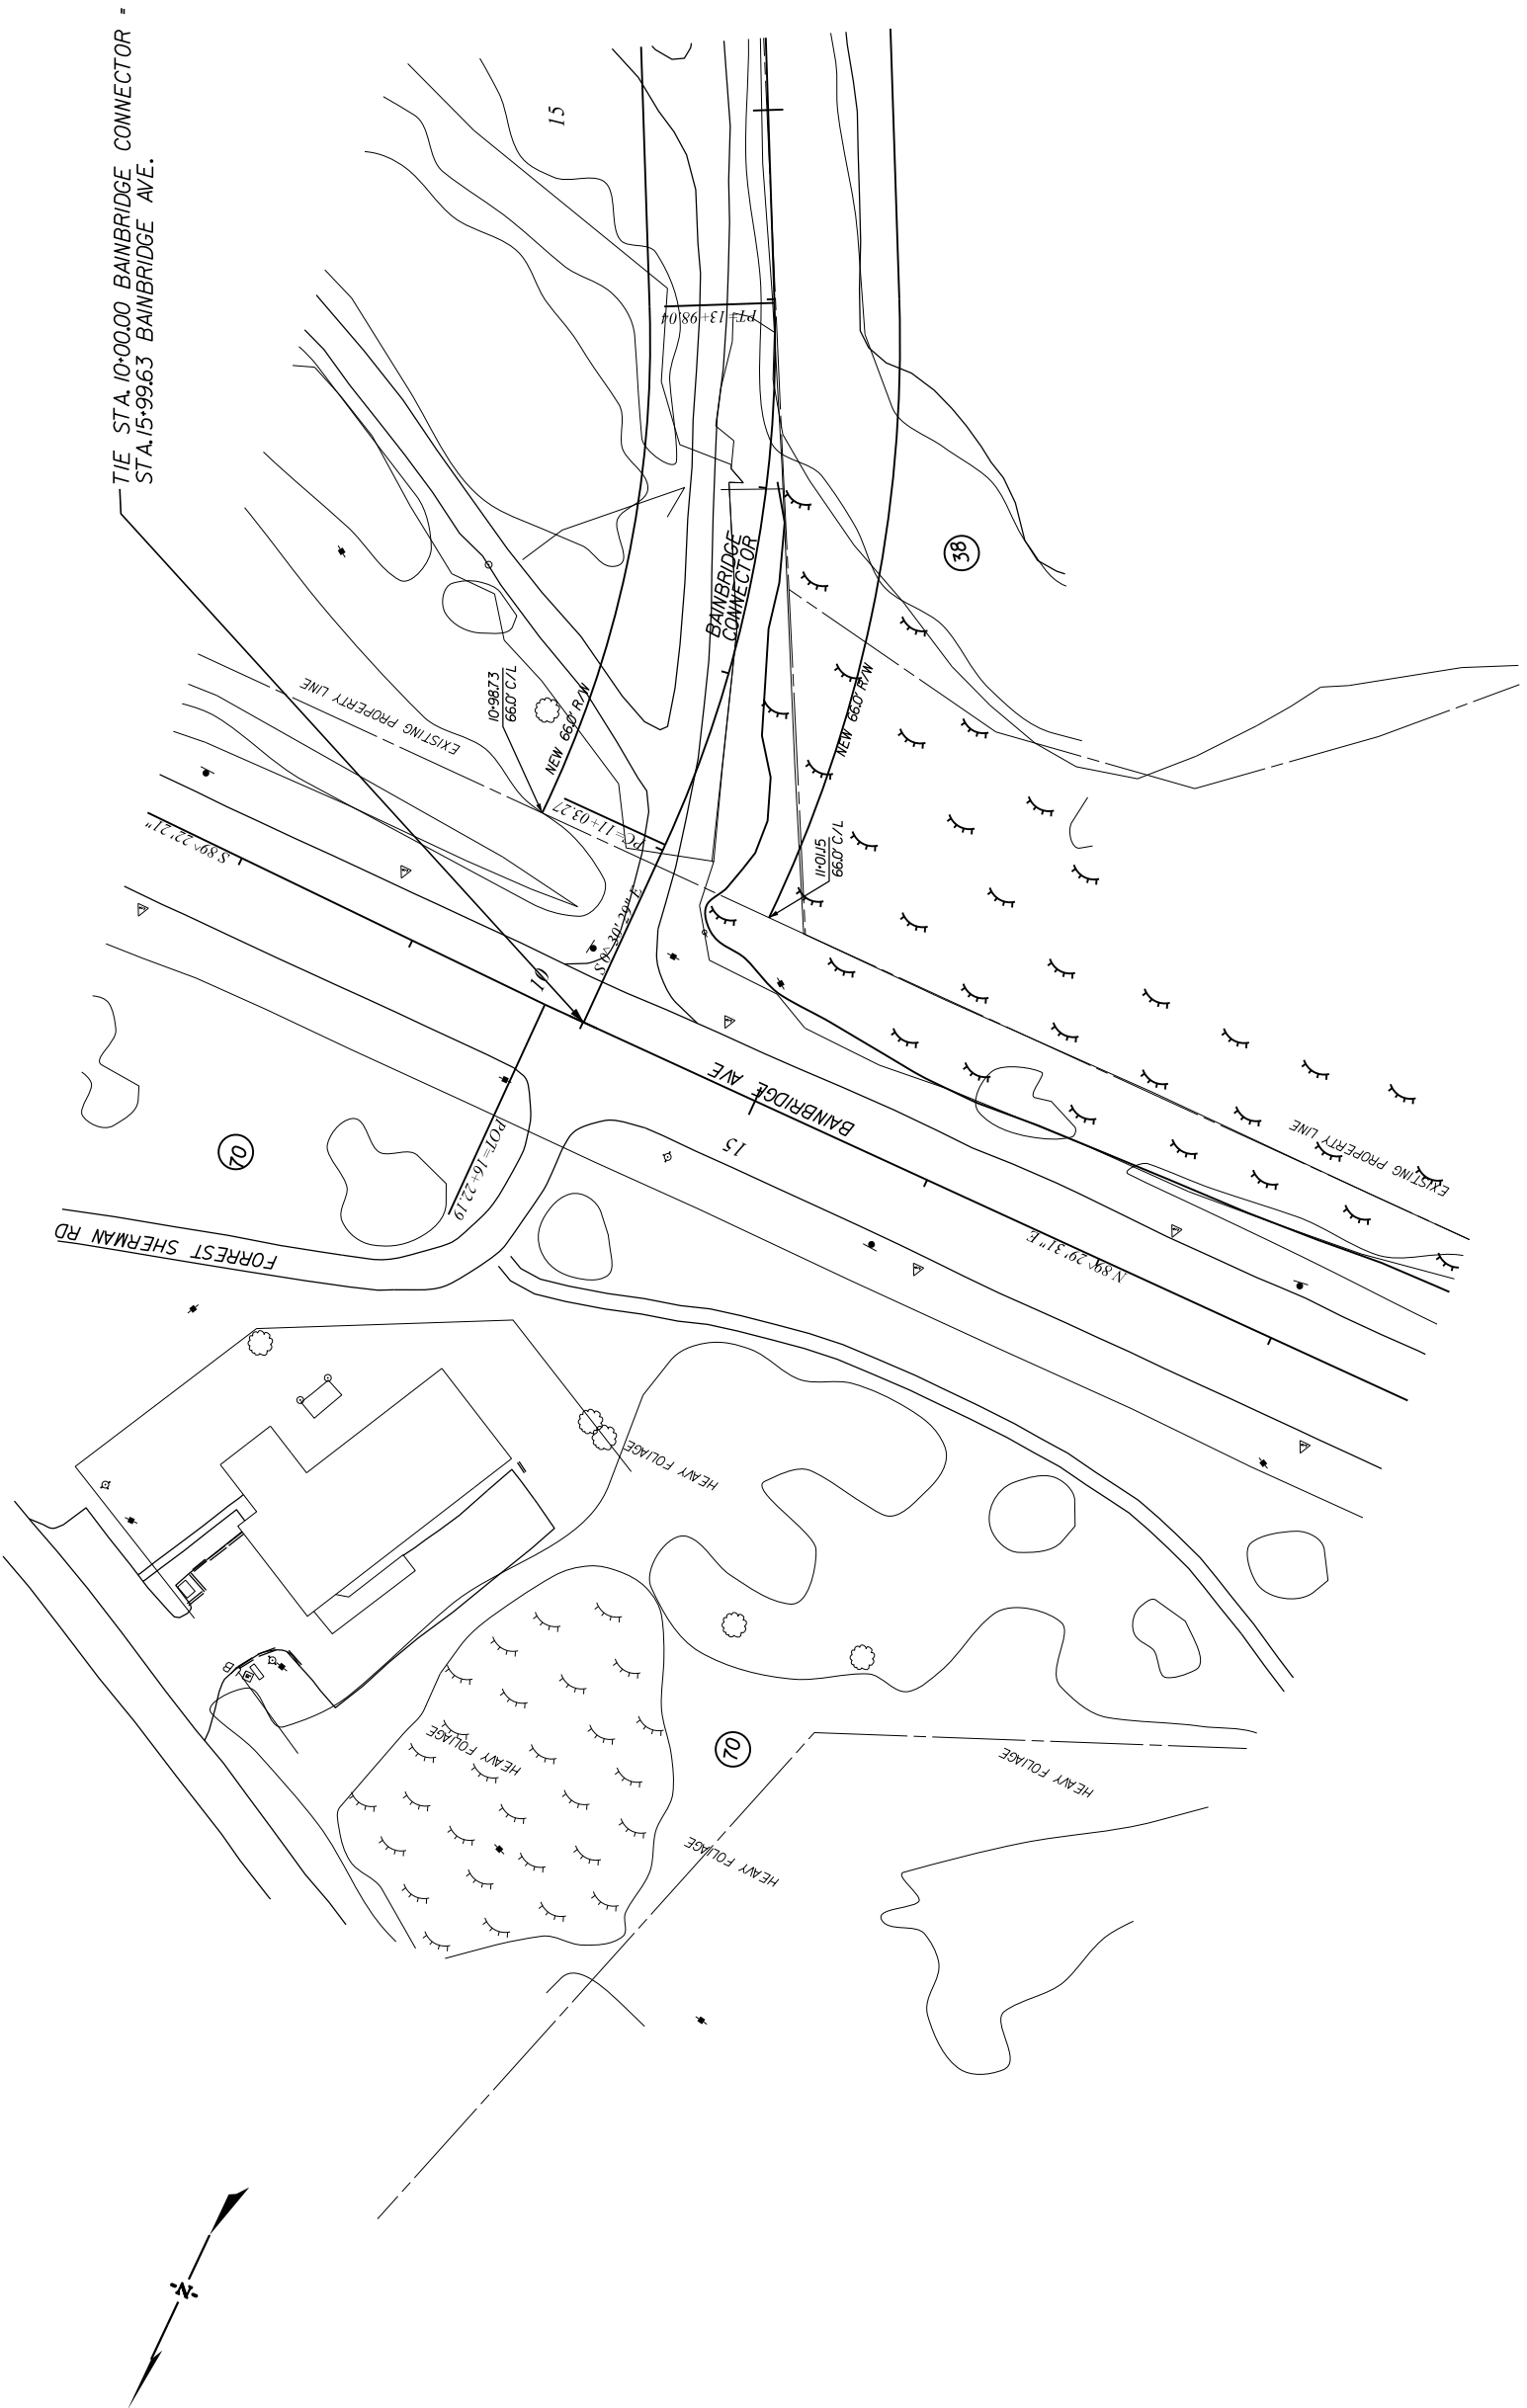 TIE STA. 10+00.00 BAINBRIDGE CONNECTOR =
STA. 15+99.63 BAINBRIDGE AVE.
15
PT=13+98.04
38
BAINBRIDGE
CONNECTOR
EXISTING PROPERTY LINE
10+98.73
66.0' C/L
NEW 66.0' R/W
NEW 66.0' R/W
PC=11+03.27
S 89^ 22' 21"
11+01.15
66.0' C/L
S 0^ 30' 29" E
10
BAINBRIDGE AVE
15
POT=16+22.19
70
FORREST SHERMAN RD
EXISTING PROPERTY LINE
N 89^ 29' 31" E
HEAVY FOLIAGE
B
HEAVY FOLIAGE
70
HEAVY FOLIAGE
HEAVY FOLIAGE
-N-